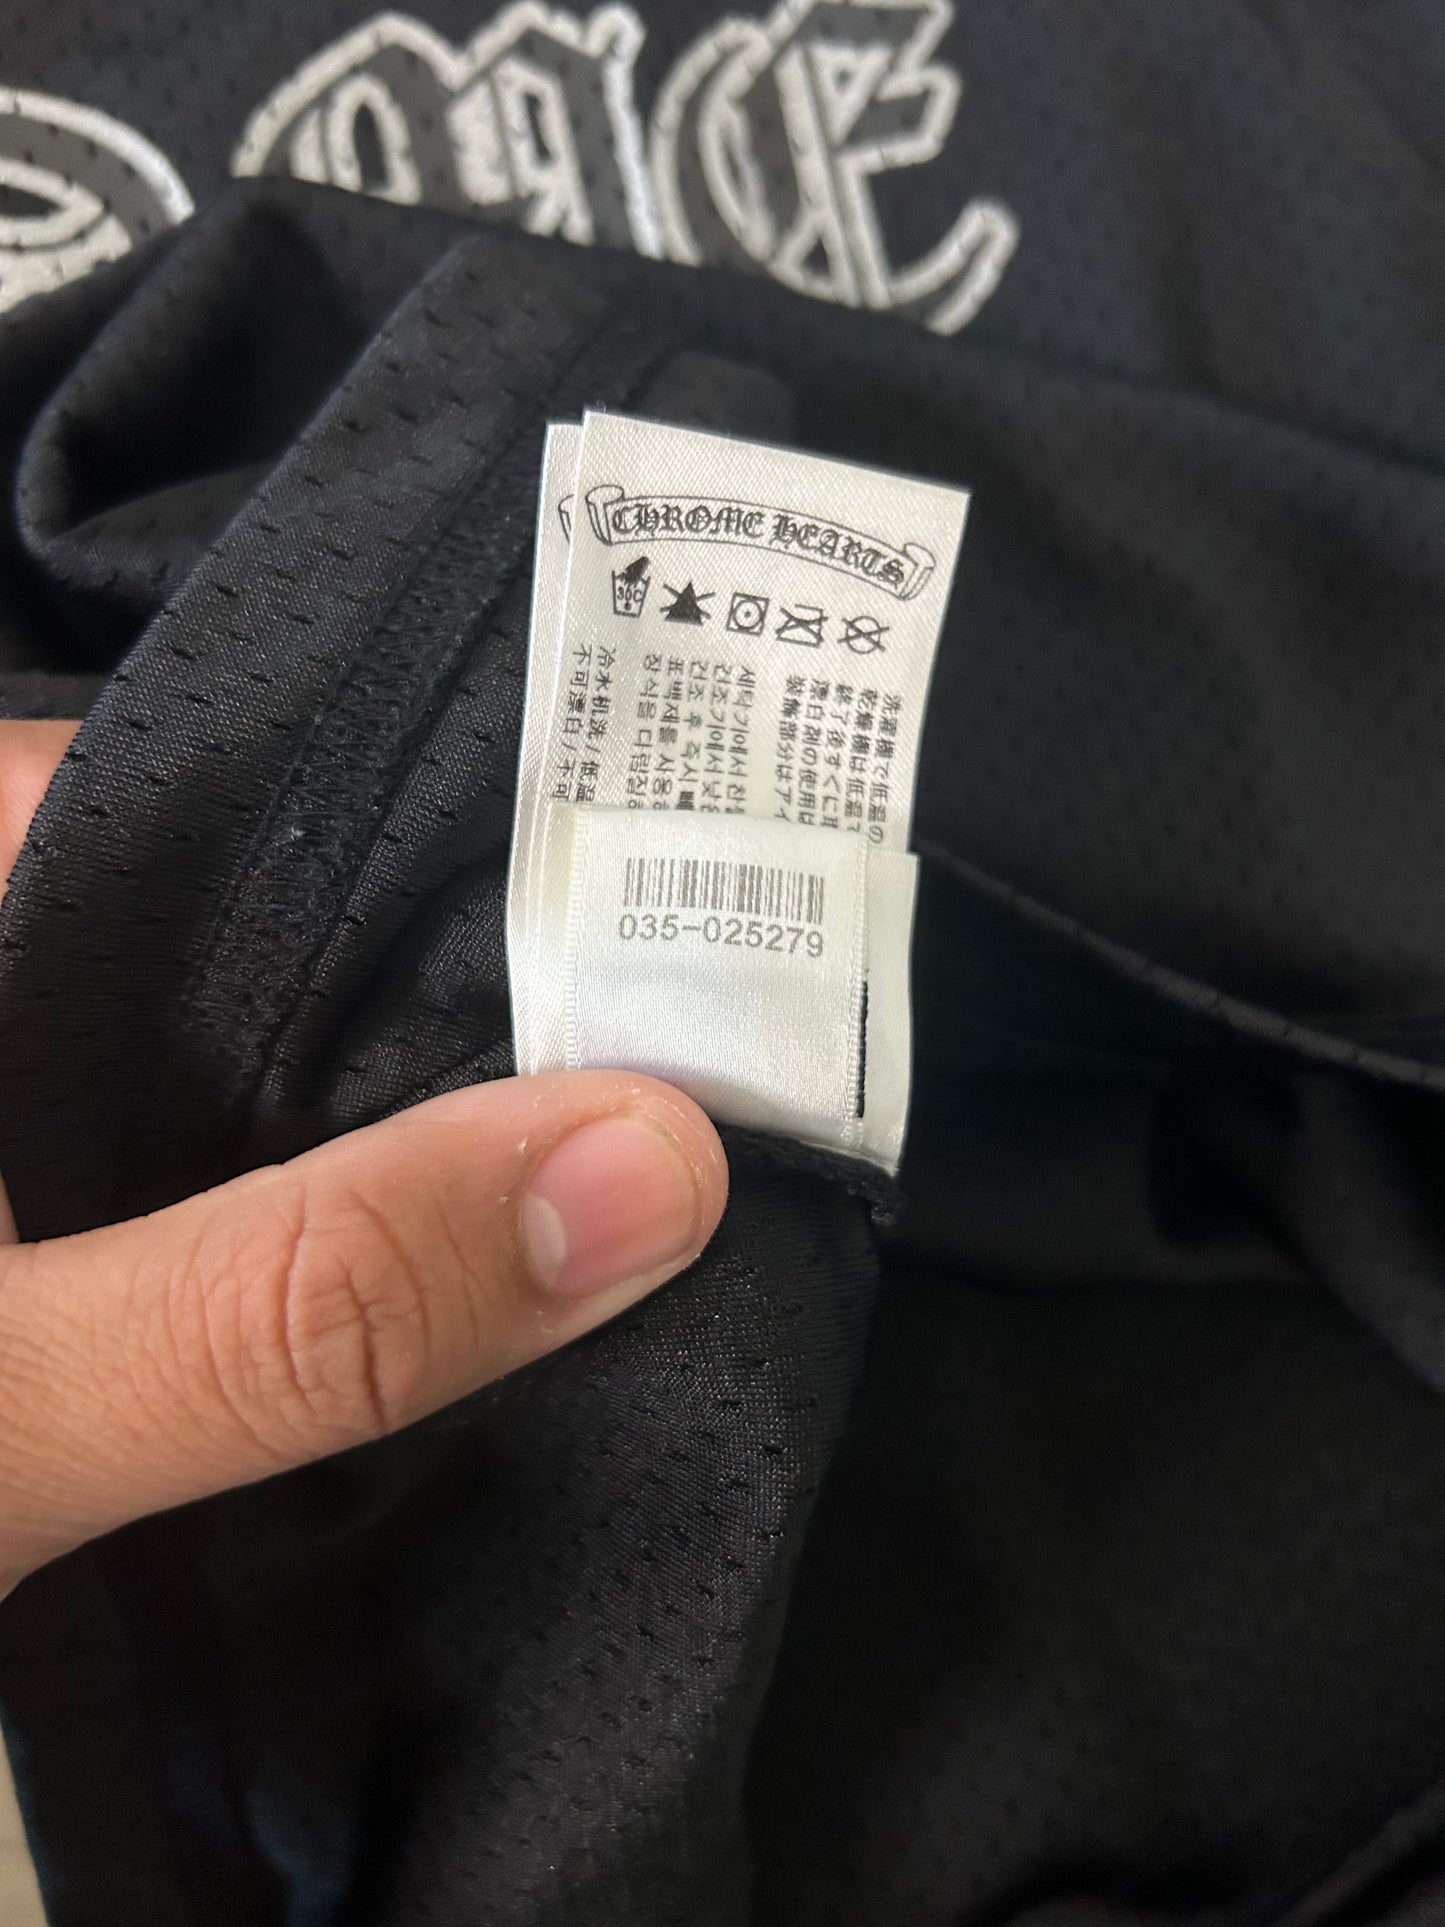 CHROME HEARTS
30C
洗濯機で低温の
乾燥機は低温で
終了後すぐに
漂白剤の使用は
装飾部分はアイ
세탁기에서 찬
건조기에서 낮은
건조 후 즉시
표백제를 사용
장식을 다림질
冷水机洗/低温
不可漂白/不可
035-025279